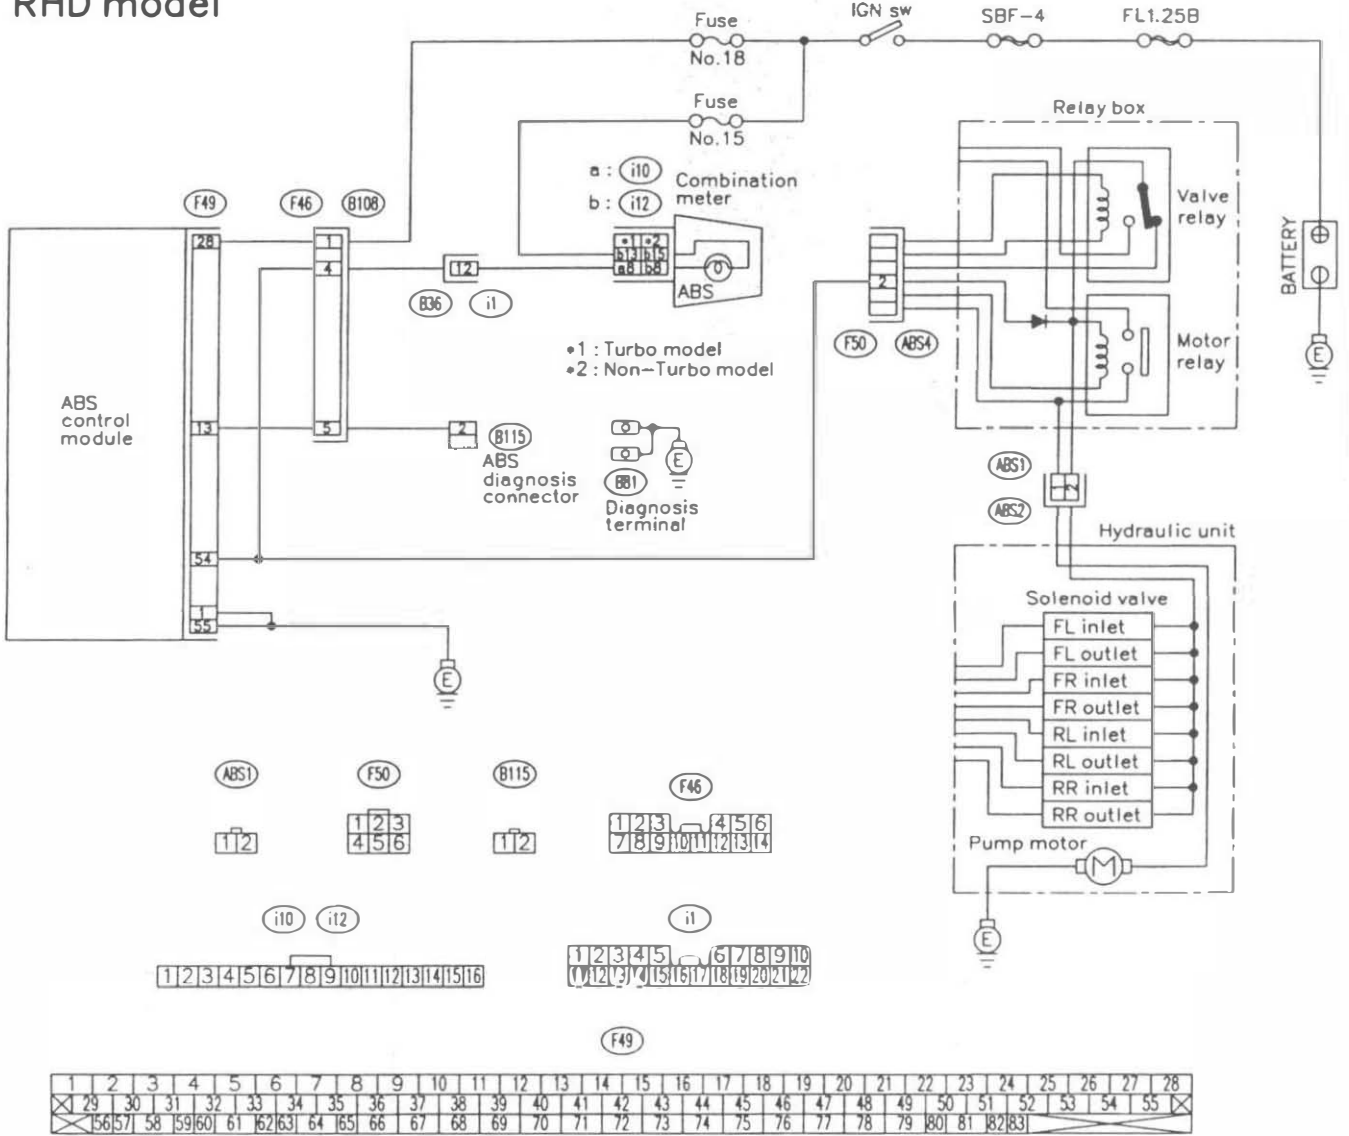 RHD model
Fuse
No.18
IGN sw
SBF-4
FL1.25B
Fuse
No.15
Relay box
a : i10
b : i12
Combination
meter
F49
F46
B108
28
1
4
*1 *2
b13 b15
a8 b8
ABS
12
B36
i1
2
F50
ABS4
Valve
relay
Motor
relay
BATTERY
E
*1 : Turbo model
*2 : Non-Turbo model
ABS
control
module
13
5
2
B115
ABS
diagnosis
connector
E
B81
Diagnosis
terminal
ABS1
1 2
ABS2
54
1
55
E
Hydraulic unit
Solenoid valve
FL inlet
FL outlet
FR inlet
FR outlet
RL inlet
RL outlet
RR inlet
RR outlet
Pump motor
M
E
ABS1
1 2
F50
1 2 3
4 5 6
B115
1 2
F46
1 2 3 4 5 6
7 8 9 10 11 12 13 14
i10 i12
1 2 3 4 5 6 7 8 9 10 11 12 13 14 15 16
i1
1 2 3 4 5 6 7 8 9 10
12 15 16 17 18 19 20 21 22
F49
1 2 3 4 5 6 7 8 9 10 11 12 13 14 15 16 17 18 19 20 21 22 23 24 25 26 27 28
29 30 31 32 33 34 35 36 37 38 39 40 41 42 43 44 45 46 47 48 49 50 51 52 53 54 55
56 57 58 59 60 61 62 63 64 65 66 67 68 69 70 71 72 73 74 75 76 77 78 79 80 81 82 83